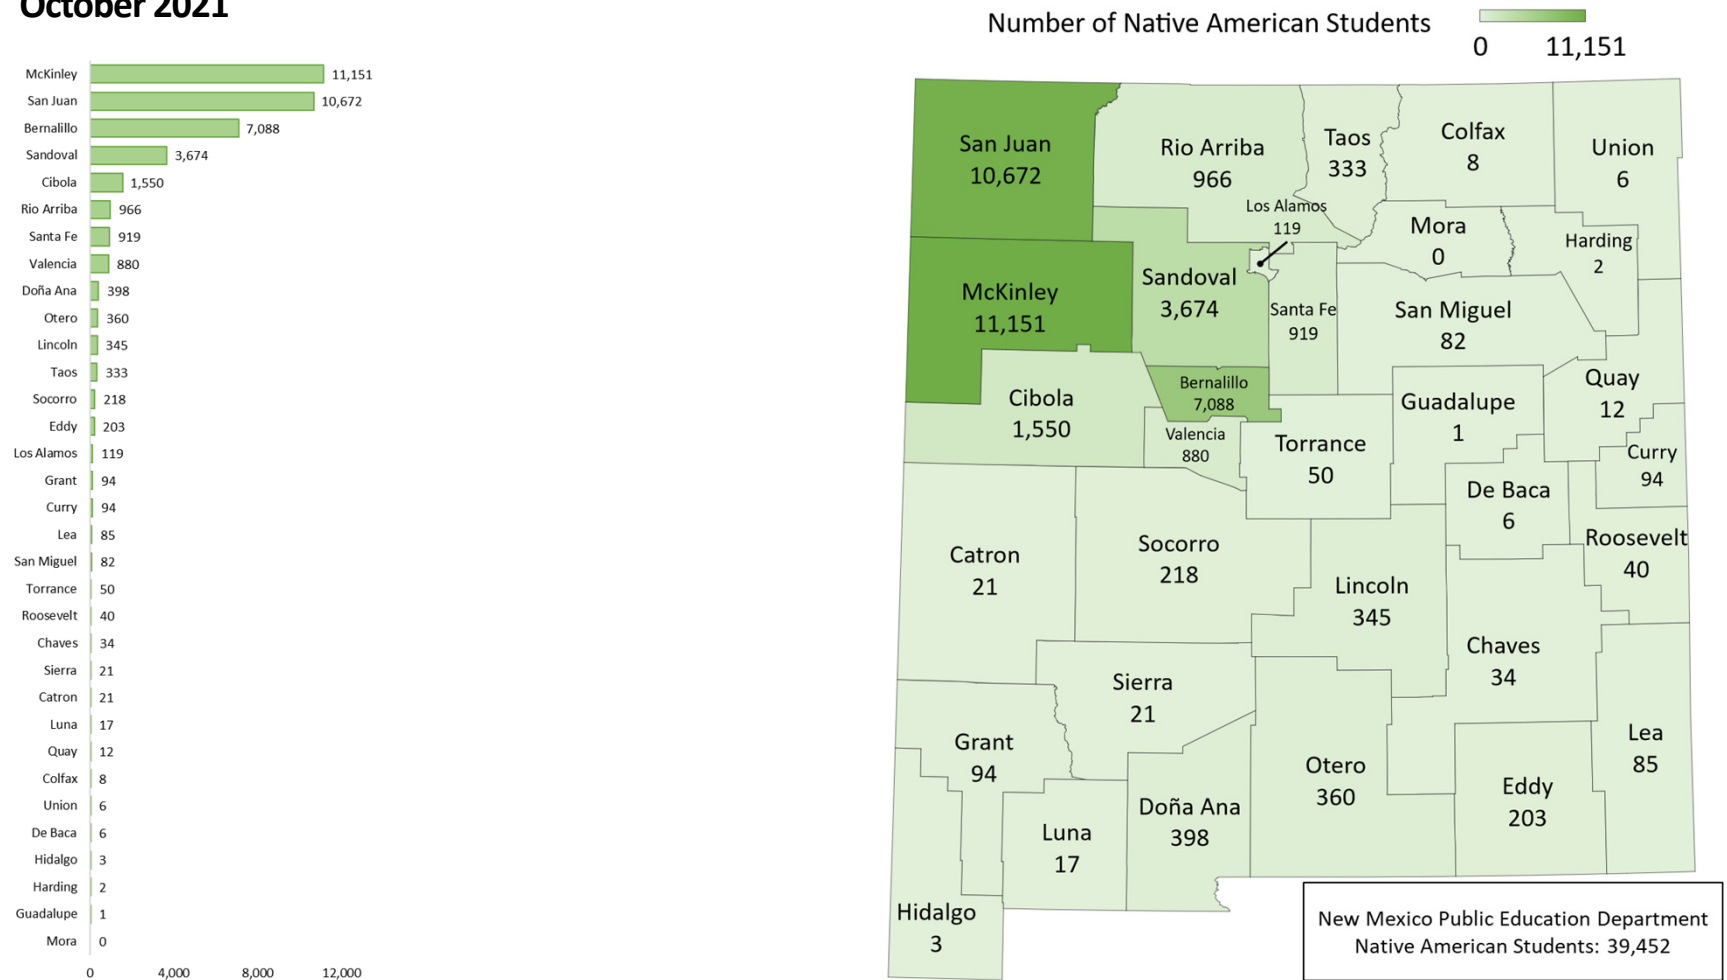 October 2021
McKinley 11,151
San Juan 10,672
Bernalillo 7,088
Sandoval 3,674
Cibola 1,550
Rio Arriba 966
Santa Fe 919
Valencia 880
Doña Ana 398
Otero 360
Lincoln 345
Taos 333
Socorro 218
Eddy 203
Los Alamos 119
Grant 94
Curry 94
Lea 85
San Miguel 82
Torrance 50
Roosevelt 40
Chaves 34
Sierra 21
Catron 21
Luna 17
Quay 12
Colfax 8
Union 6
De Baca 6
Hidalgo 3
Harding 2
Guadalupe 1
Mora 0
0 4,000 8,000 12,000
Number of Native American Students
0 11,151
San Juan
10,672
Rio Arriba
966
Taos
333
Colfax
8
Union
6
Los Alamos
119
Mora
0
Harding
2
McKinley
11,151
Sandoval
3,674
Santa Fe
919
San Miguel
82
Cibola
1,550
Bernalillo
7,088
Valencia
880
Torrance
50
Guadalupe
1
Quay
12
Curry
94
De Baca
6
Roosevelt
40
Catron
21
Socorro
218
Lincoln
345
Chaves
34
Sierra
21
Grant
94
Luna
17
Doña Ana
398
Otero
360
Eddy
203
Lea
85
Hidalgo
3
New Mexico Public Education Department
Native American Students: 39,452